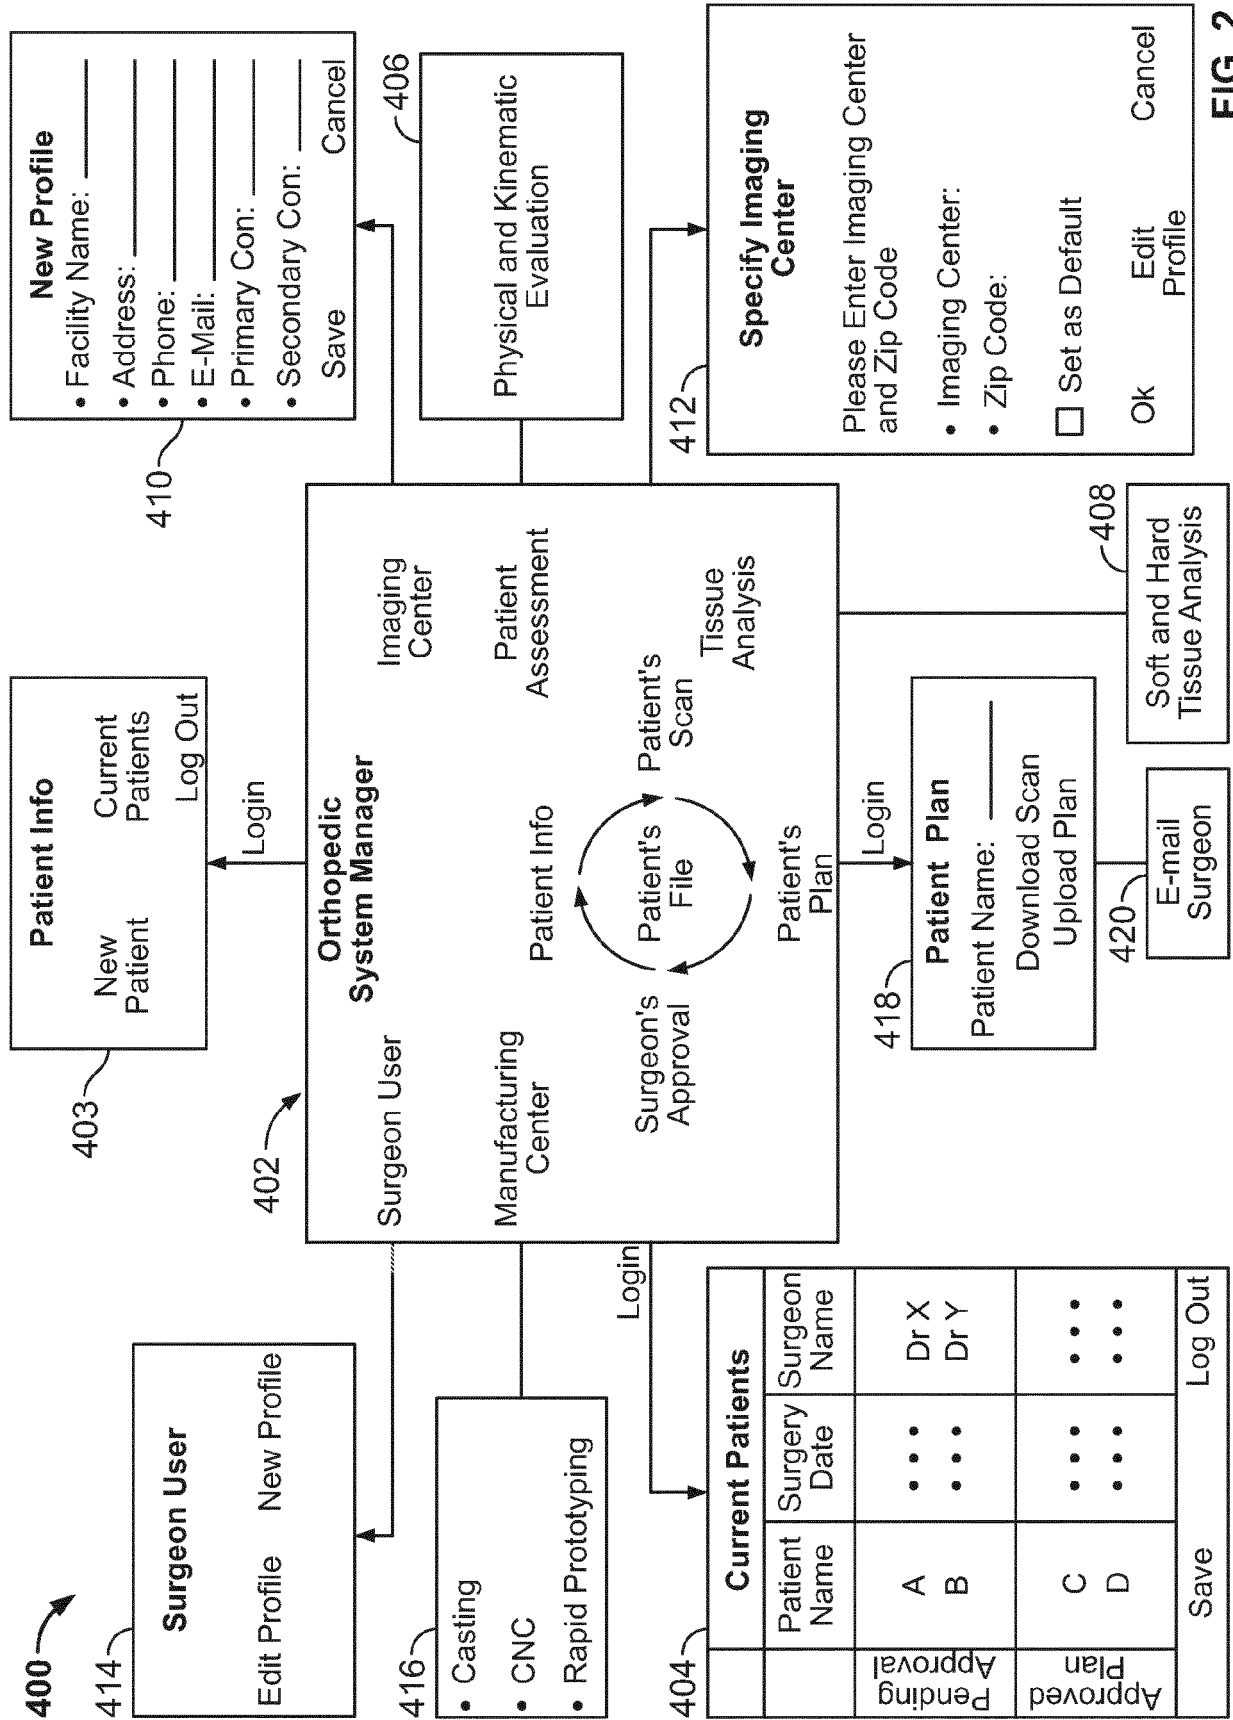 400
414
Surgeon User
Edit Profile
New Profile
403
Patient Info
New
Patient
Current
Patients
Log Out
Login
410
New Profile
• Facility Name:
• Address:
• Phone:
• E-Mail:
• Primary Con:
• Secondary Con:
Save
Cancel
416
• Casting
• CNC
• Rapid Prototyping
402
Orthopedic
System Manager
Surgeon User
Manufacturing
Center
Imaging
Center
Patient
Assessment
Patient Info
Surgeon's
Approval
Patient's
File
Patient's
Scan
Tissue
Analysis
Patient's
Plan
406
Physical and Kinematic
Evaluation
Login
404
Current Patients
Patient
Name
Surgery
Date
Surgeon
Name
Pending
Approval
A
• • •
Dr X
B
• • •
Dr Y
Approved
Plan
C
• • •
• • •
D
• • •
• • •
Save
Log Out
Login
418
Patient Plan
Patient Name:
Download Scan
Upload Plan
420
E-mail
Surgeon
408
Soft and Hard
Tissue Analysis
412
Specify Imaging
Center
Please Enter Imaging Center
and Zip Code
• Imaging Center:
• Zip Code:
Set as Default
Ok
Edit
Profile
Cancel
FIG. 2